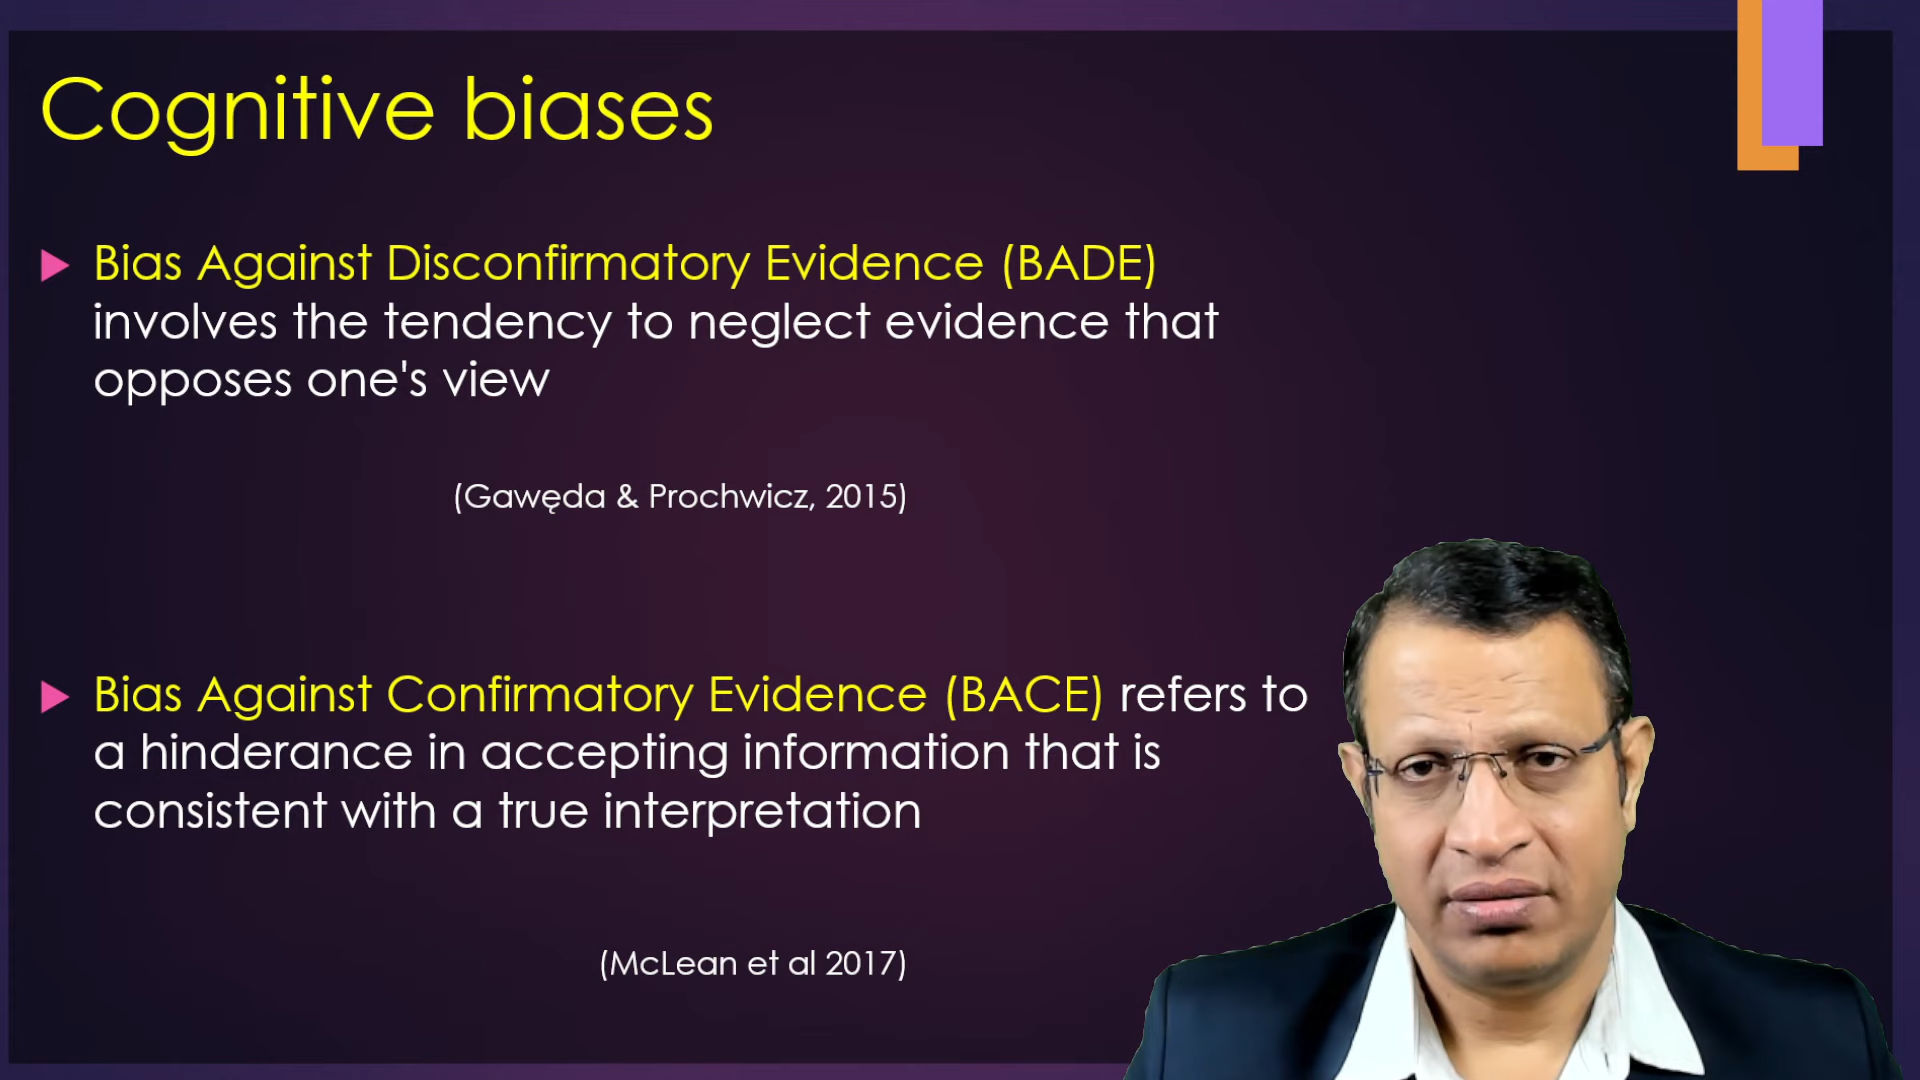 Cognitive biases
Bias Against Disconfirmatory Evidence (BADE)
involves the tendency to neglect evidence that
opposes one's view
(Gawęda & Prochwicz, 2015)
Bias Against Confirmatory Evidence (BACE) refers to
a hinderance in accepting information that is
consistent with a true interpretation
(McLean et al 2017)